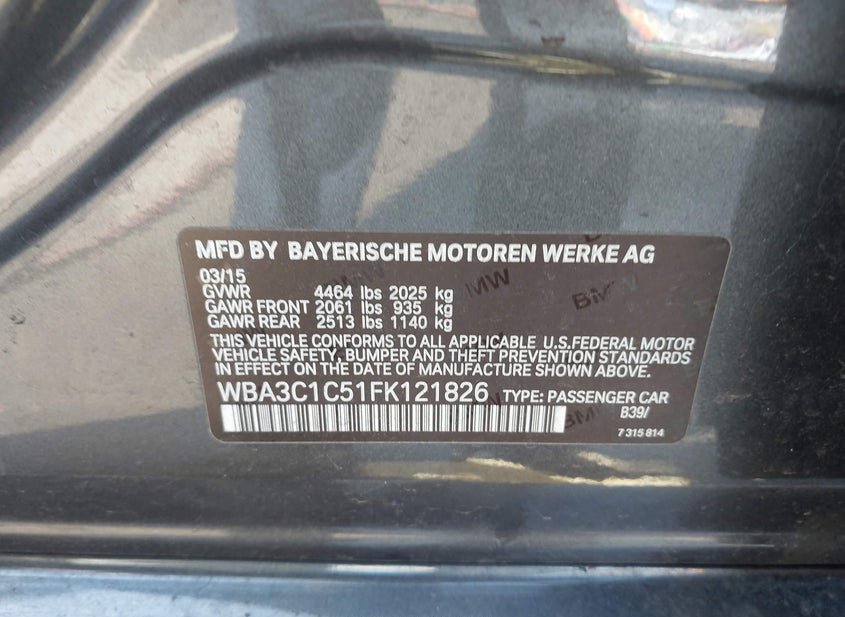 MFD BY BAYERISCHE MOTOREN WERKE AG
03/15
GVWR 4464 lbs 2025 kg
GAWR FRONT 2061 lbs 935 kg
GAWR REAR 2513 lbs 1140 kg
THIS VEHICLE CONFORMS TO ALL APPLICABLE U.S.FEDERAL MOTOR
VEHICLE SAFETY, BUMPER AND THEFT PREVENTION STANDARDS
IN EFFECT ON THE DATE OF MANUFACTURE SHOWN ABOVE.
WBA3C1C51FK121826 TYPE: PASSENGER CAR
B39/
7 315 814
BMW
BMW
BMW